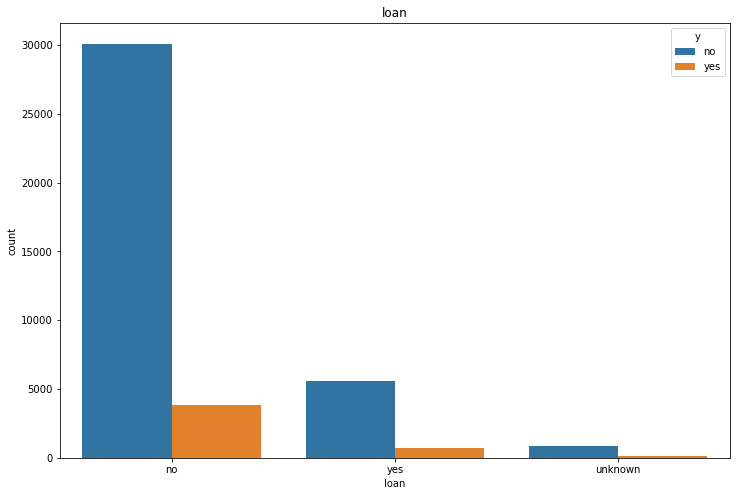 loan
y
no
yes
30000
25000
20000
15000
10000
5000
0
count
no
yes
unknown
loan